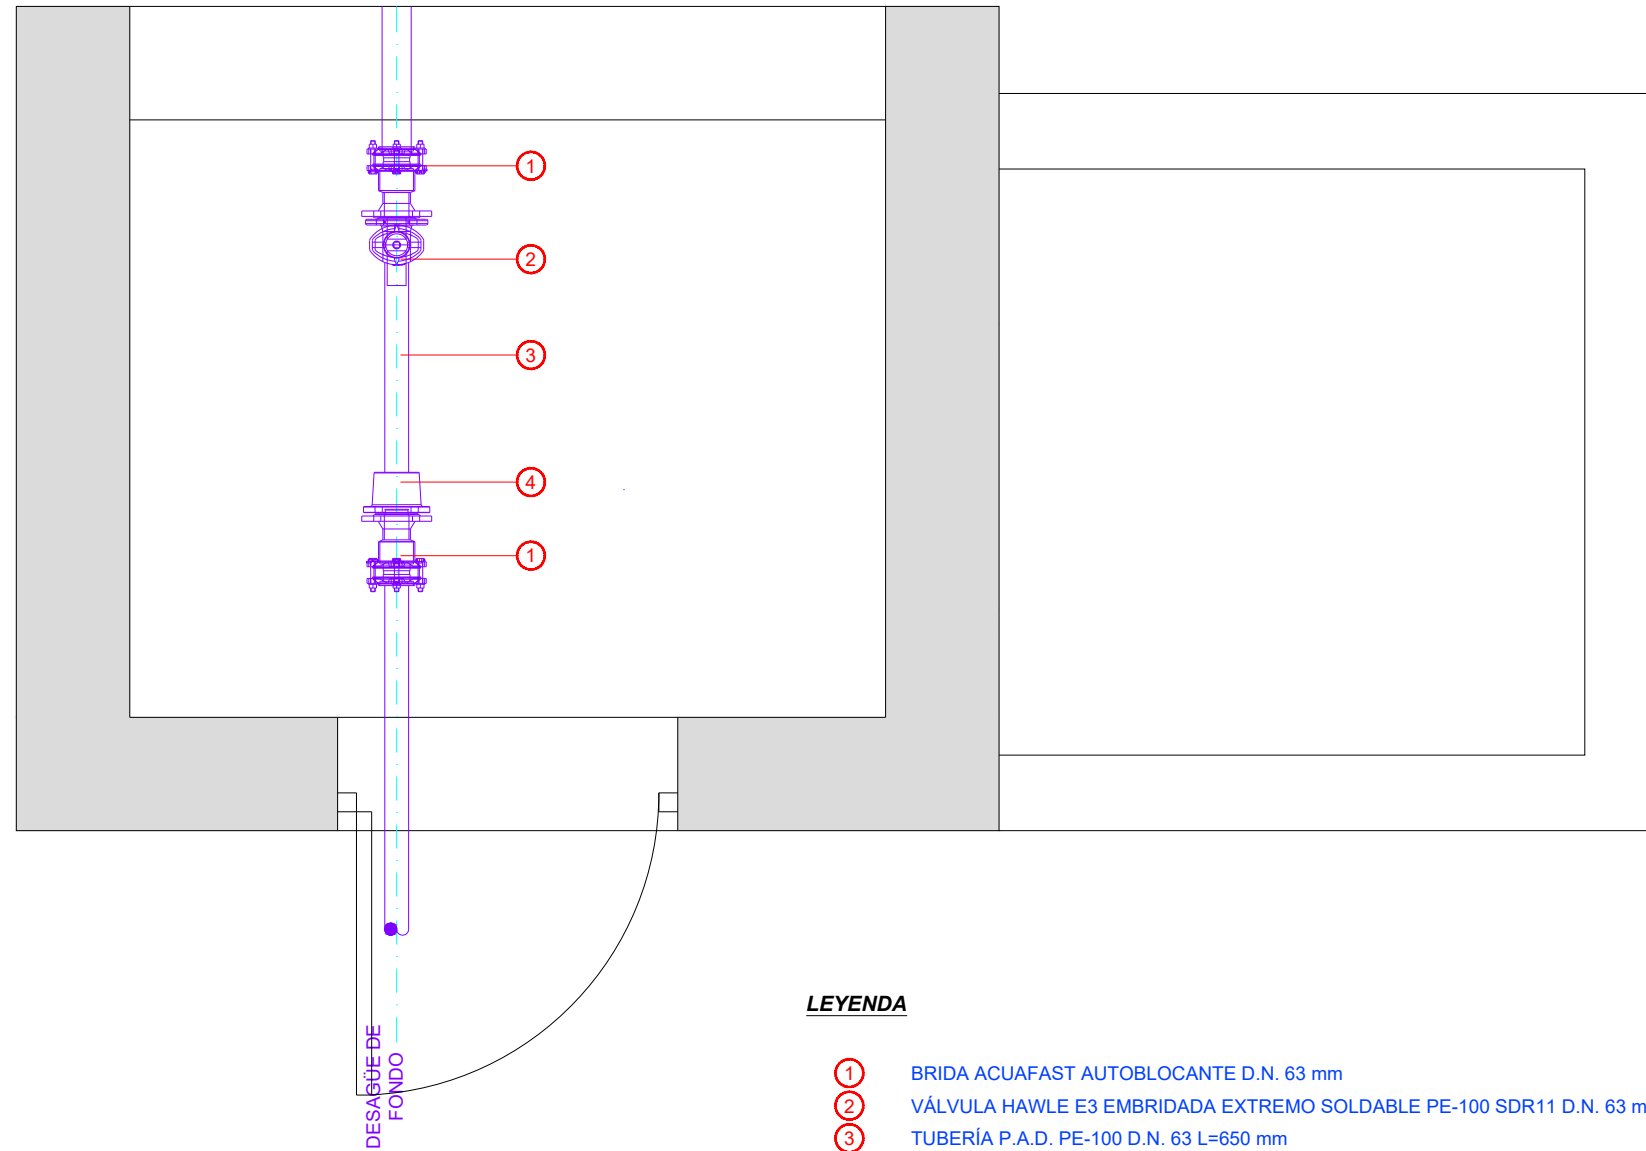 1
2
3
4
1
DESAGÜE DE
FONDO
LEYENDA
1 BRIDA ACUAFAST AUTOBLOCANTE D.N. 63 mm
2 VÁLVULA HAWLE E3 EMBRIDADA EXTREMO SOLDABLE PE-100 SDR11 D.N. 63 m
3 TUBERÍA P.A.D. PE-100 D.N. 63 L=650 mm